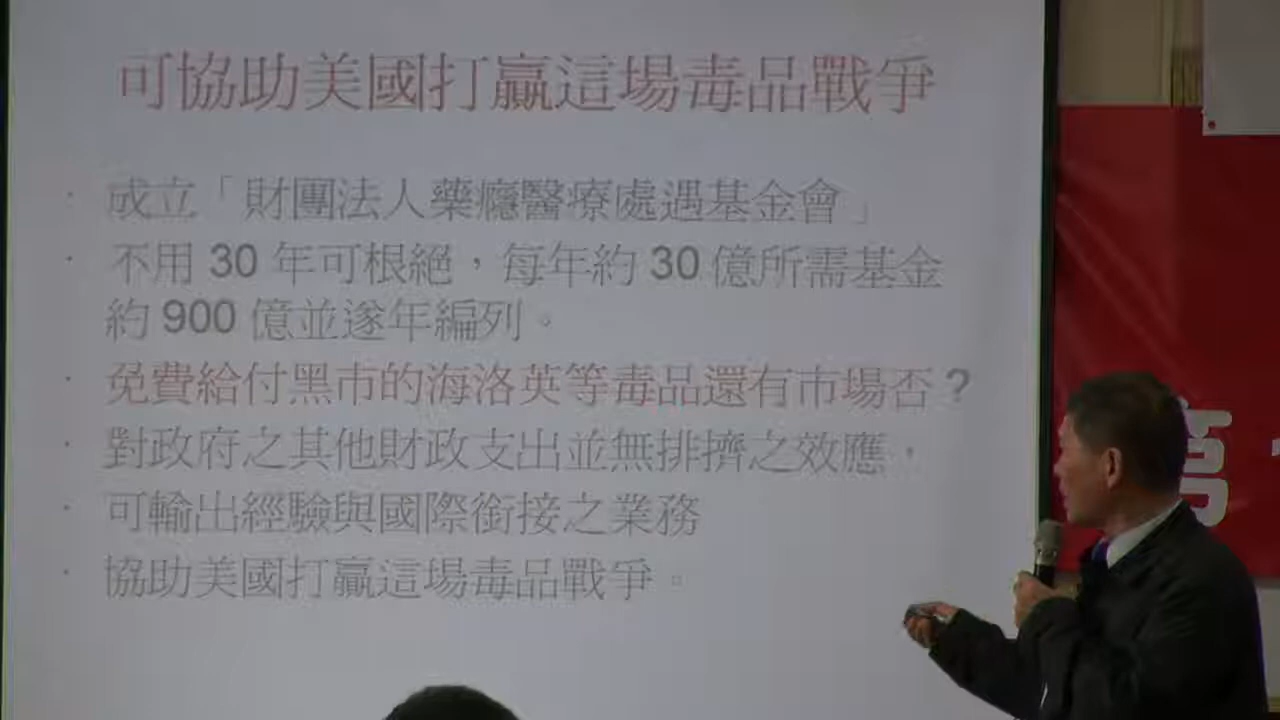 可協助美國打贏這場毒品戰爭
· 成立「財團法人藥癮醫療處遇基金會」
· 不用 30 年可根絕，每年約 30 億所需基金
約 900 億並逐年編列。
· 免費給付黑市的海洛英等毒品還有市場否？
· 對政府之其他財政支出並無排擠之效應，
· 可輸出經驗與國際銜接之業務
· 協助美國打贏這場毒品戰爭。